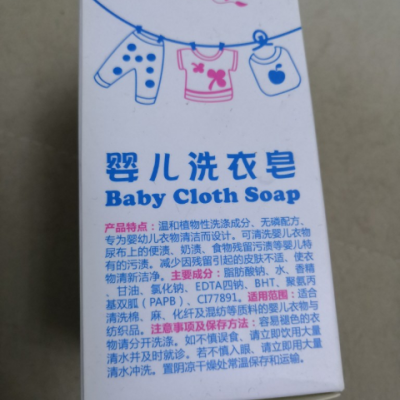 婴儿洗衣皂
Baby Cloth Soap
产品特点：温和植物性洗涤成分、无磷配方、
专为婴幼儿衣物清洁而设计。可清洗婴儿衣物
尿布上的便渍、奶渍、食物残留污渍等婴儿特
有的污渍。减少因残留引起的皮肤不适、使衣
物清新洁净。主要成分：脂肪酸钠、水、香精
、甘油、氯化钠、EDTA四钠、BHT、聚氨丙
基双胍（PAPB）、CI77891。适用范围：适合
清洗棉、麻、化纤及混纺等质料的婴儿衣物与
纺织品。注意事项及保存方法：容易褪色的衣
物请分开洗涤。如不慎误食、请立即饮用大量
清水并及时就诊。若不慎入眼、请立即用大量
清水冲洗。置阴凉干燥处常温保存和运输。